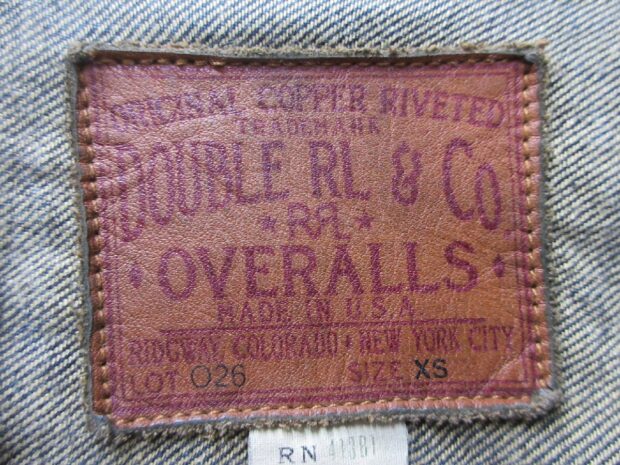 ORIGINAL COPPER RIVETED
TRADEMARK
DOUBLE RL & Co
RRL
OVERALLS
MADE IN U.S.A.
RIDGWAY, COLORADO • NEW YORK CITY
LOT 026 SIZE XS
RN 41381